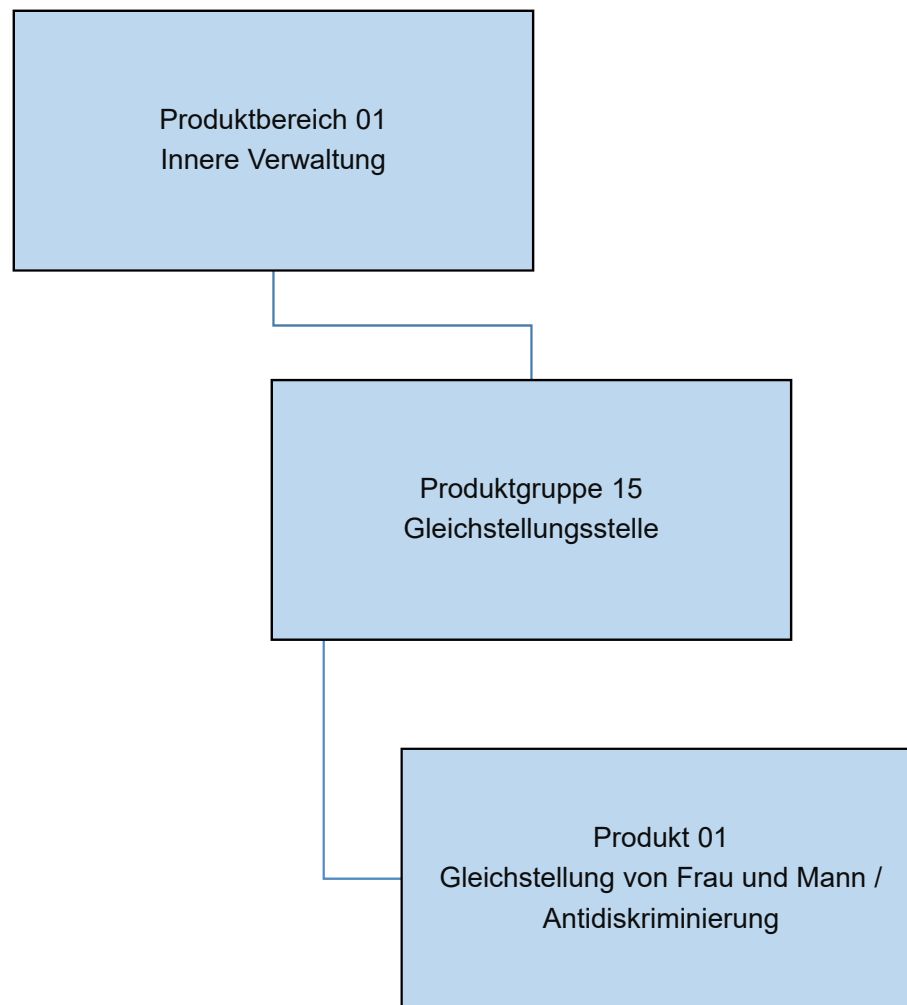 Produktbereich 01
Innere Verwaltung
Produktgruppe 15
Gleichstellungsstelle
Produkt 01
Gleichstellung von Frau und Mann /
Antidiskriminierung